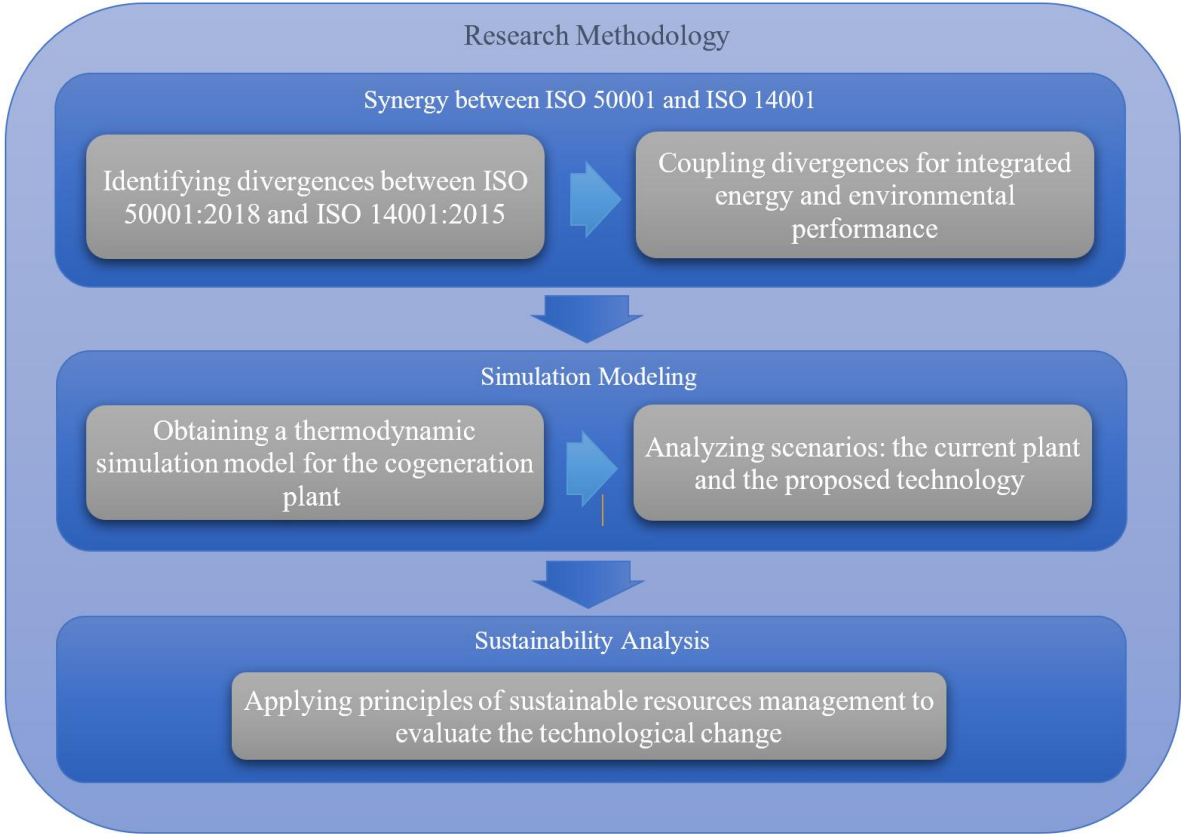 Research Methodology
Synergy between ISO 50001 and ISO 14001
Identifying divergences between ISO
50001:2018 and ISO 14001:2015
Coupling divergences for integrated
energy and environmental
performance
Simulation Modeling
Obtaining a thermodynamic
simulation model for the cogeneration
plant
Analyzing scenarios: the current plant
and the proposed technology
Sustainability Analysis
Applying principles of sustainable resources management to
evaluate the technological change